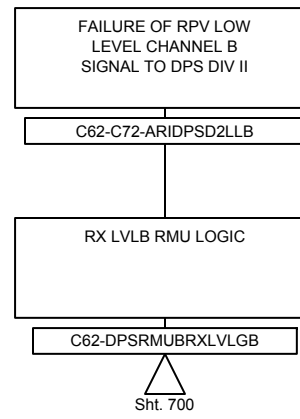 FAILURE OF RPV LOW
LEVEL CHANNEL B
SIGNAL TO DPS DIV II
C62-C72-ARIDPSD2LLB
RX LVLB RMU LOGIC
C62-DPSRMUBRXLVLGB
Sht. 700